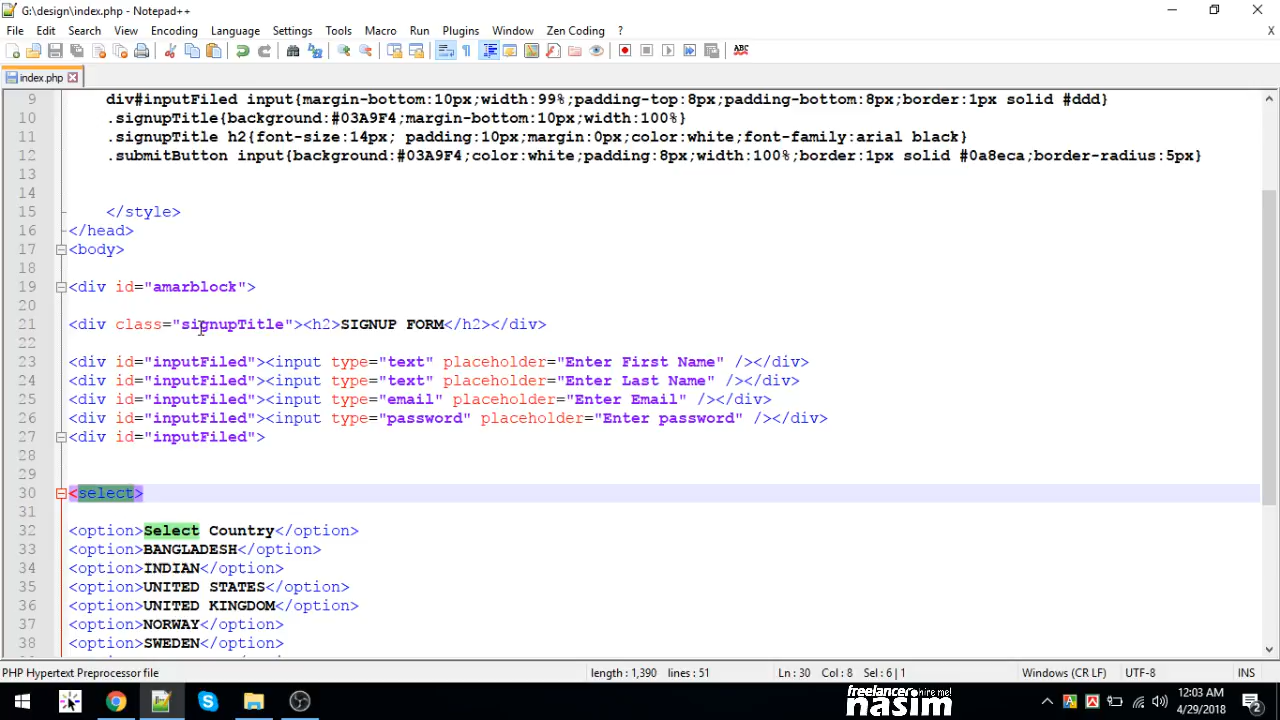 G:\design\index.php - Notepad++
File Edit Search View Encoding Language Settings Tools Macro Run Plugins Window Zen Coding ? X
index.php
9 div#inputFiled input{margin-bottom:10px;width:99%;padding-top:8px;padding-bottom:8px;border:1px solid #ddd}
10 .signupTitle{background:#03A9F4;margin-bottom:10px;width:100%}
11 .signupTitle h2{font-size:14px; padding:10px;margin:0px;color:white;font-family:arial black}
12 .submitButton input{background:#03A9F4;color:white;padding:8px;width:100%;border:1px solid #0a8eca;border-radius:5px}
13
14
15 </style>
16 </head>
17 <body>
18
19 <div id="amarblock">
20
21 <div class="signupTitle"><h2>SIGNUP FORM</h2></div>
22
23 <div id="inputFiled"><input type="text" placeholder="Enter First Name" /></div>
24 <div id="inputFiled"><input type="text" placeholder="Enter Last Name" /></div>
25 <div id="inputFiled"><input type="email" placeholder="Enter Email" /></div>
26 <div id="inputFiled"><input type="password" placeholder="Enter password" /></div>
27 <div id="inputFiled">
28
29
30 <select>
31
32 <option>Select Country</option>
33 <option>BANGLADESH</option>
34 <option>INDIAN</option>
35 <option>UNITED STATES</option>
36 <option>UNITED KINGDOM</option>
37 <option>NORWAY</option>
38 <option>SWEDEN</option>
PHP Hypertext Preprocessor file length : 1,390 lines : 51 Ln : 30 Col : 8 Sel : 6 | 1 Windows (CR LF) UTF-8 INS
freelancer hire me!
nasim
12:03 AM
4/29/2018
2